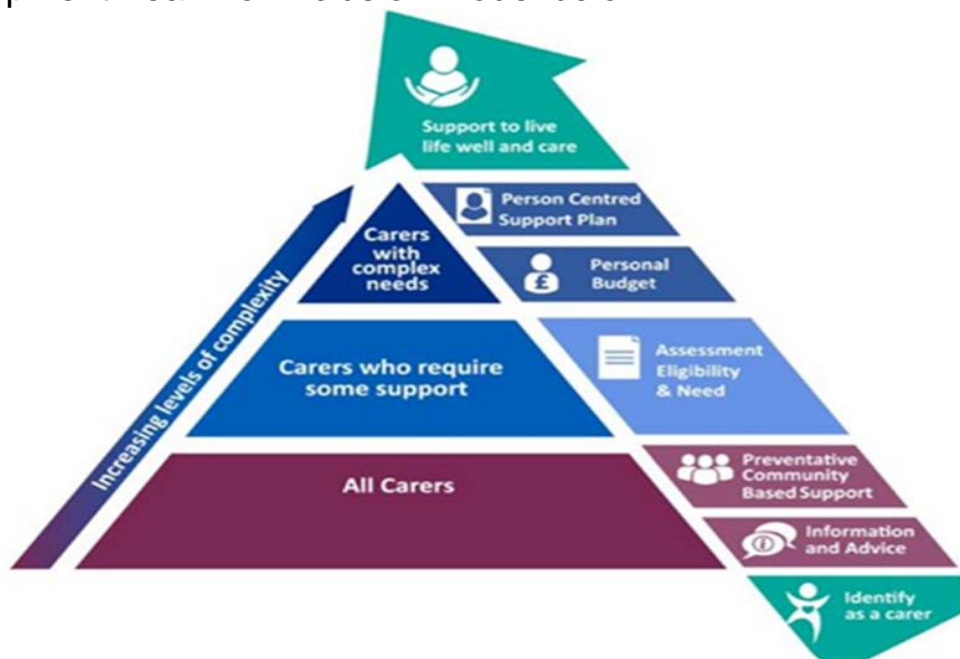 Support to live
life well and care
Person Centred
Support Plan
Carers
with
complex
needs
Personal
Budget
Increasing levels of complexity
Carers who require
some support
Assessment
Eligibility
& Need
All Carers
Preventative
Community
Based Support
Information
and Advice
Identify
as a carer